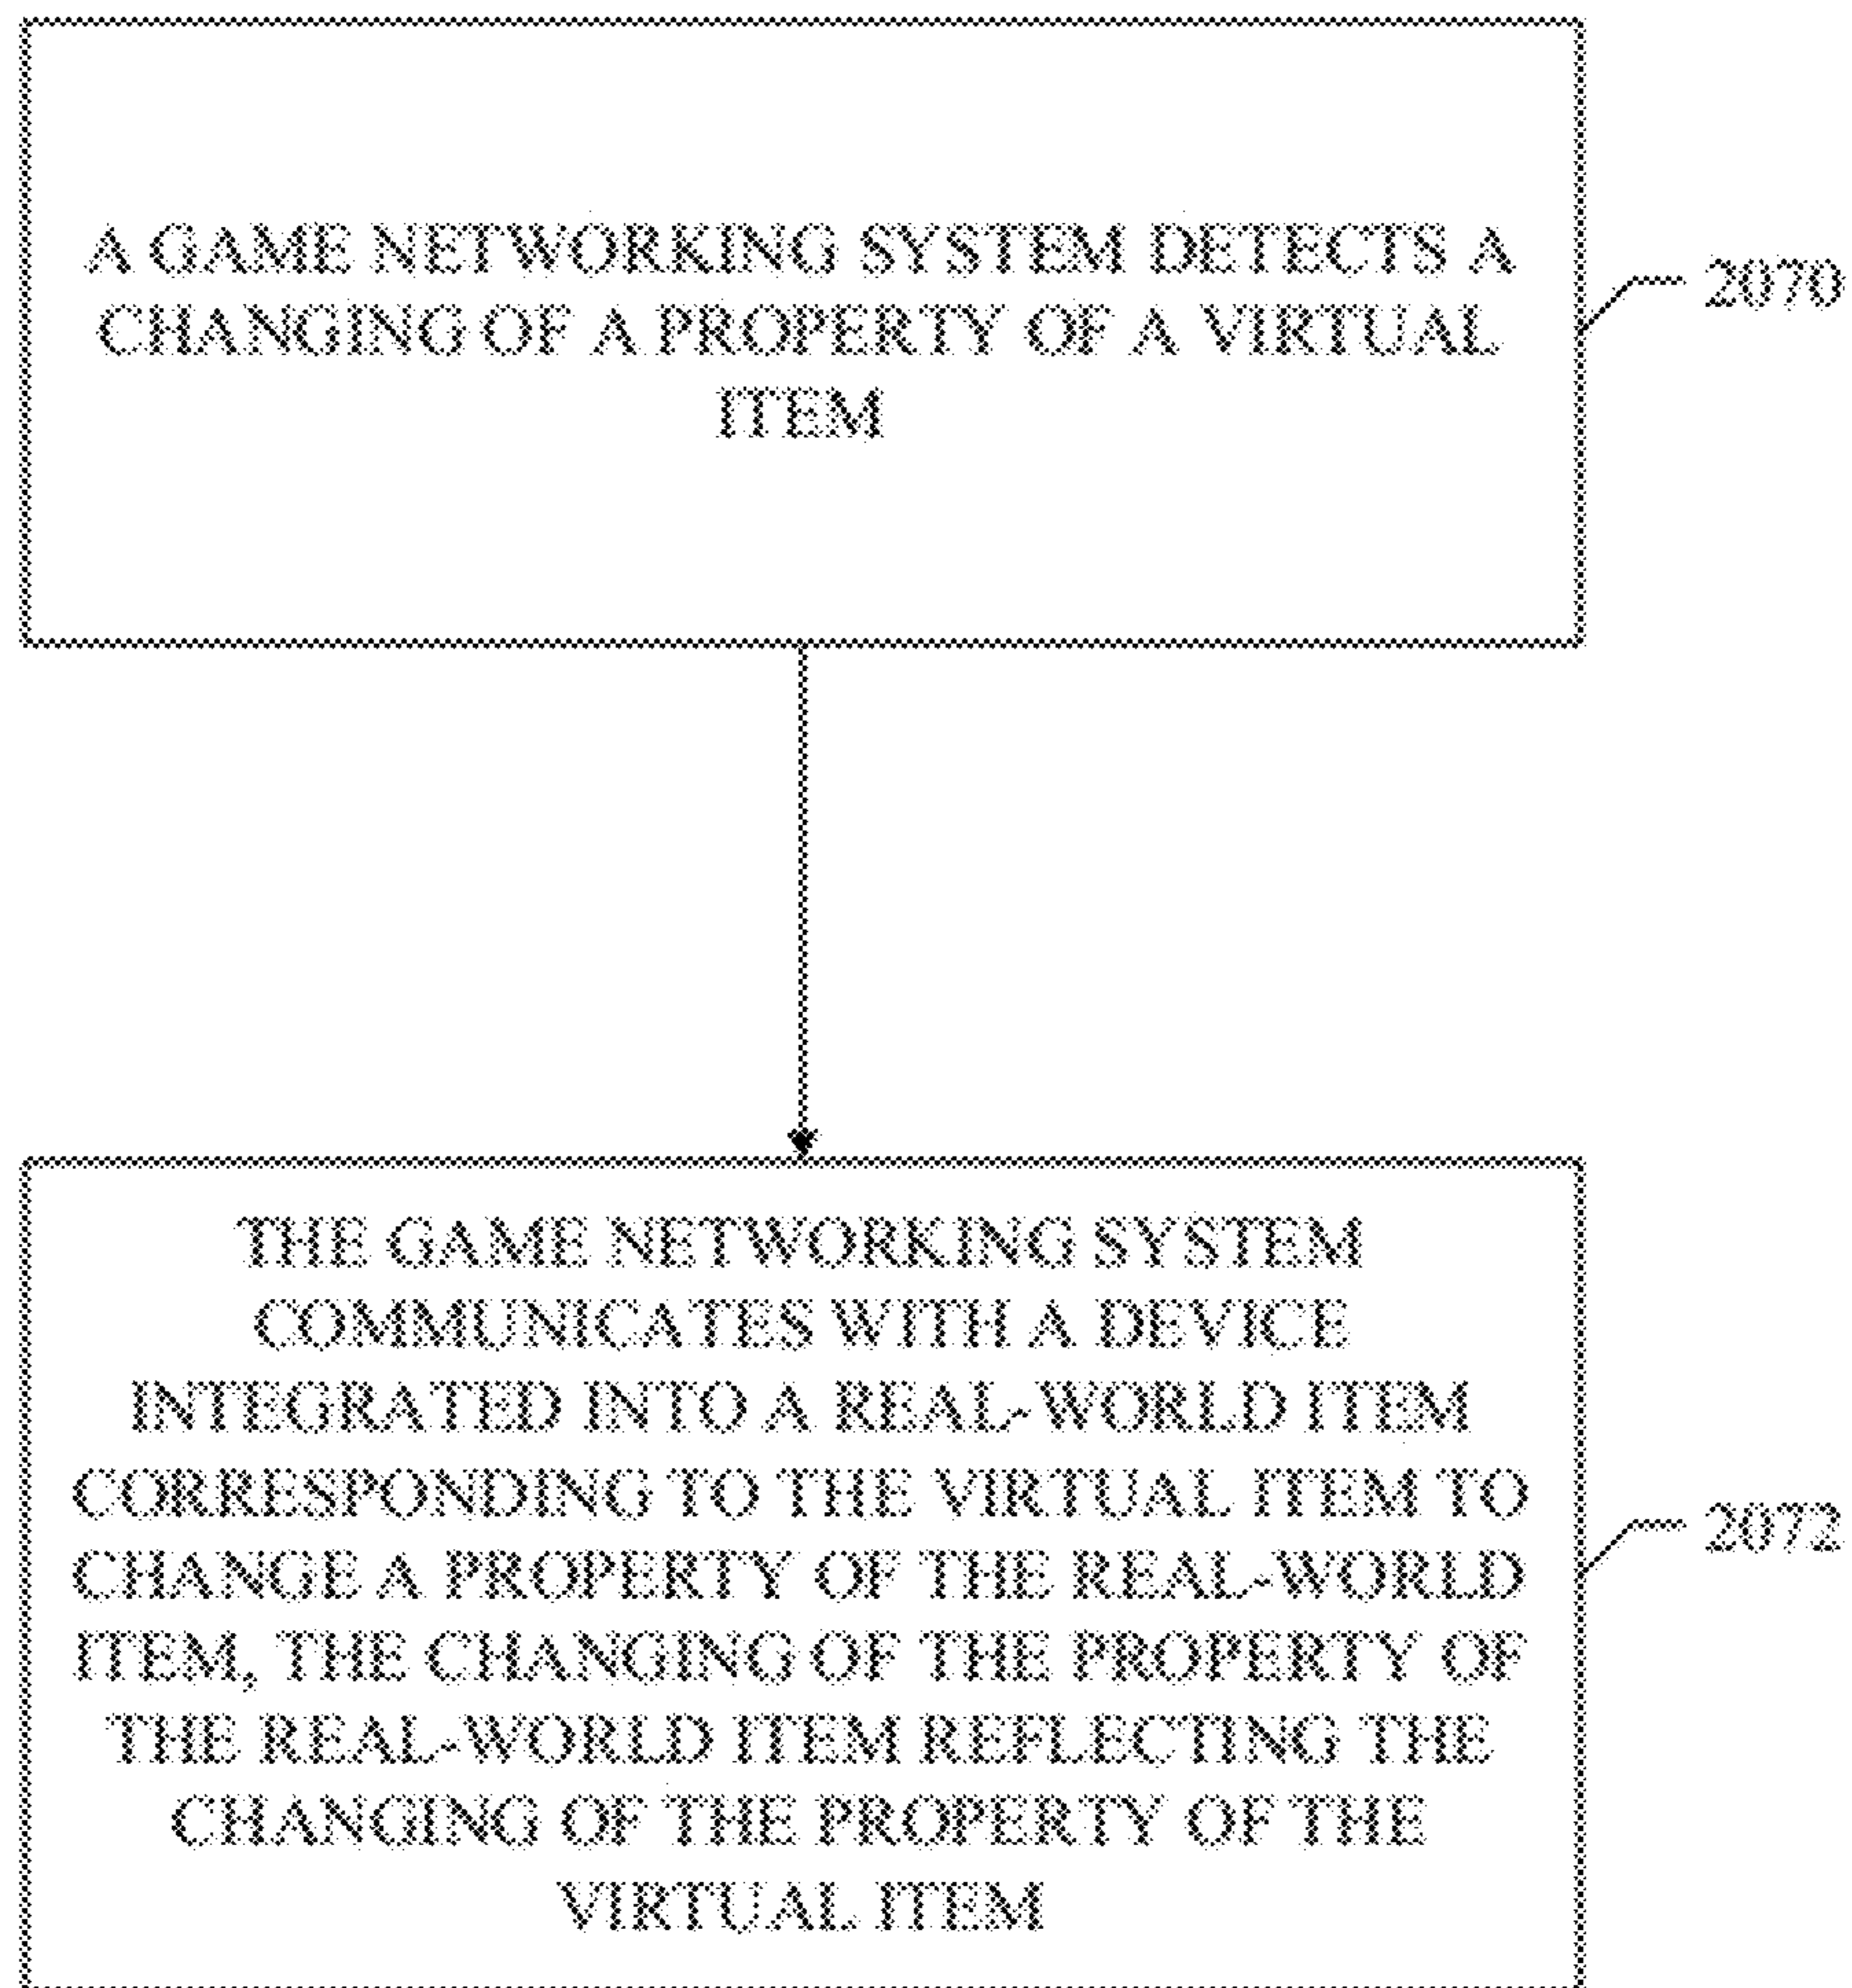 A GAME NETWORKING SYSTEM DETECTS A
CHANGING OF A PROPERTY OF A VIRTUAL
ITEM
2070
THE GAME NETWORKING SYSTEM
COMMUNICATES WITH A DEVICE
INTEGRATED INTO A REAL-WORLD ITEM
CORRESPONDING TO THE VIRTUAL ITEM TO
CHANGE A PROPERTY OF THE REAL-WORLD
ITEM, THE CHANGING OF THE PROPERTY OF
THE REAL-WORLD ITEM REFLECTING THE
CHANGING OF THE PROPERTY OF THE
VIRTUAL ITEM
2072